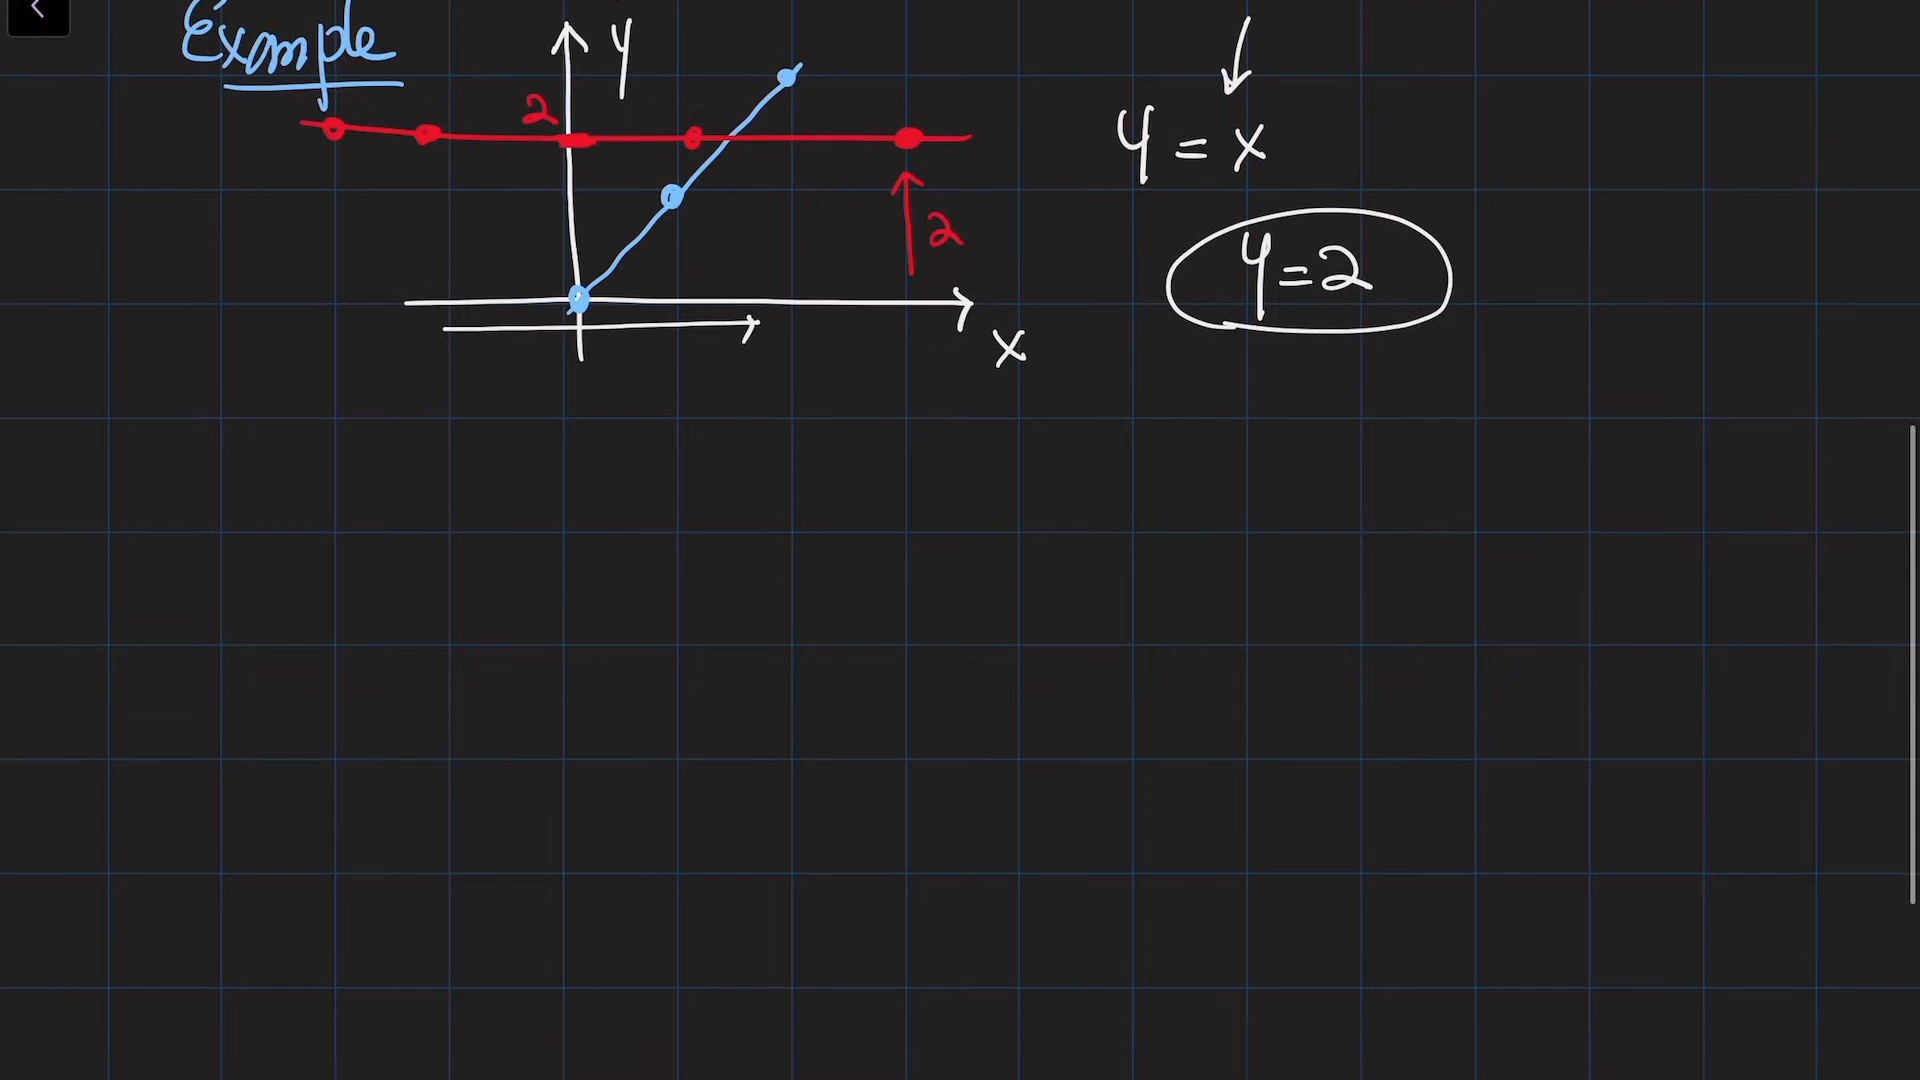 Example
y
2
y = x
2
y = 2
x